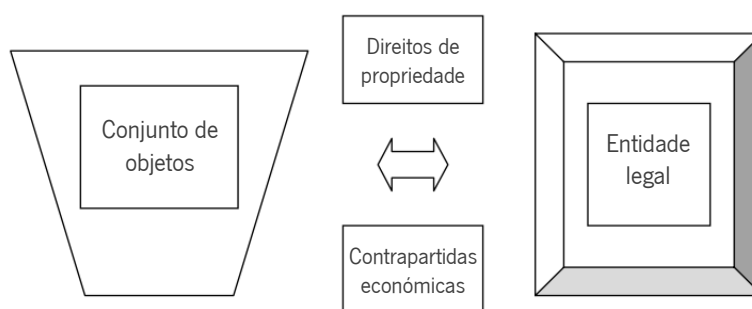 Conjunto de
objetos
Direitos de
propriedade
Contrapartidas
económicas
Entidade
legal